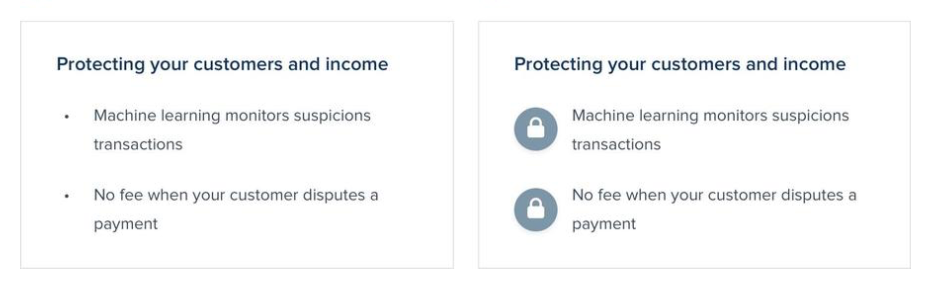 Protecting your customers and income
• Machine learning monitors suspicions
transactions
• No fee when your customer disputes a
payment
Protecting your customers and income
Machine learning monitors suspicions
transactions
No fee when your customer disputes a
payment